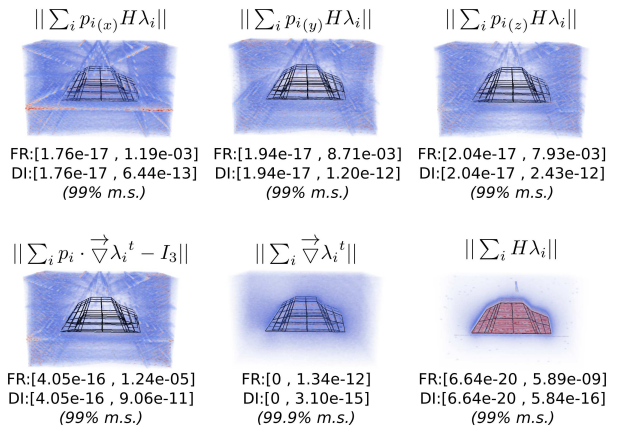 || ∑ᵢ pᵢ₍ₓ₎Hλᵢ|| || ∑ᵢ pᵢ₍y₎Hλᵢ|| || ∑ᵢ pᵢ₍z₎Hλᵢ||
FR:[1.76e-17 , 1.19e-03] FR:[1.94e-17 , 8.71e-03] FR:[2.04e-17 , 7.93e-03]
DI:[1.76e-17 , 6.44e-13] DI:[1.94e-17 , 1.20e-12] DI:[2.04e-17 , 2.43e-12]
(99% m.s.) (99% m.s.) (99% m.s.)
|| ∑ᵢ pᵢ · ▽⃗λᵢᵗ − I₃|| || ∑ᵢ ▽⃗λᵢᵗ|| || ∑ᵢ Hλᵢ||
FR:[4.05e-16 , 1.24e-05] FR:[0 , 1.34e-12] FR:[6.64e-20 , 5.89e-09]
DI:[4.05e-16 , 9.06e-11] DI:[0 , 3.10e-15] DI:[6.64e-20 , 5.84e-16]
(99% m.s.) (99.9% m.s.) (99% m.s.)